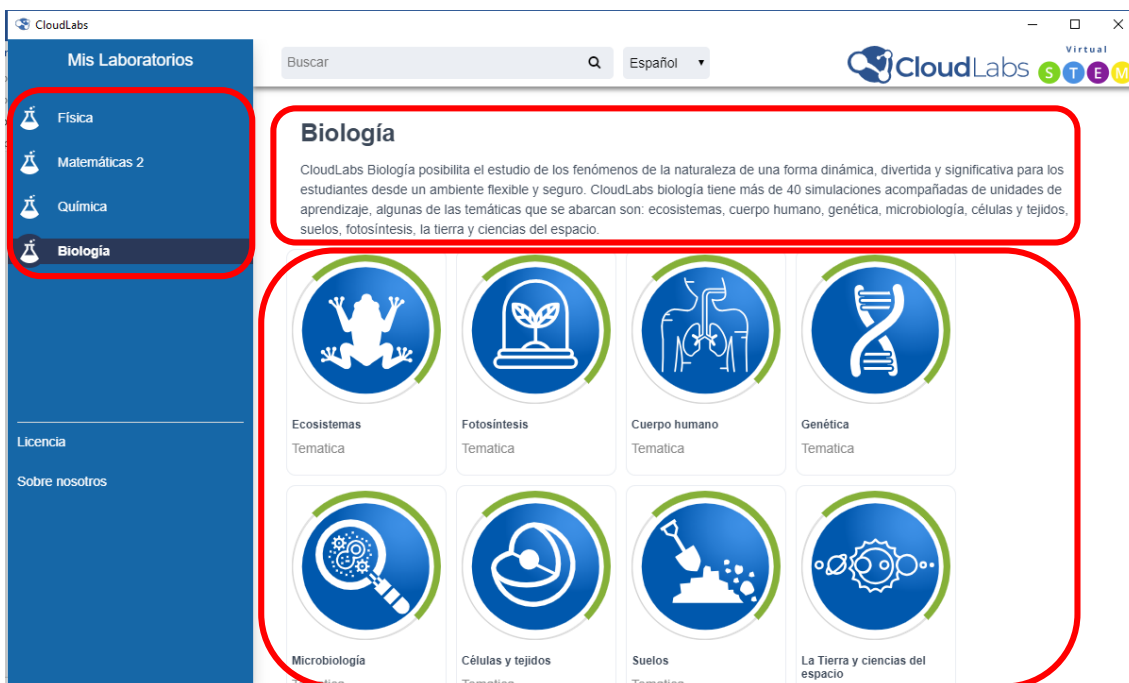 CloudLabs
Mis Laboratorios
Buscar
Español
Virtual
CloudLabs STEM
Física
Matemáticas 2
Química
Biología
Licencia
Sobre nosotros
Biología
CloudLabs Biología posibilita el estudio de los fenómenos de la naturaleza de una forma dinámica, divertida y significativa para los
estudiantes desde un ambiente flexible y seguro. CloudLabs biología tiene más de 40 simulaciones acompañadas de unidades de
aprendizaje, algunas de las temáticas que se abarcan son: ecosistemas, cuerpo humano, genética, microbiología, células y tejidos,
suelos, fotosíntesis, la tierra y ciencias del espacio.
Ecosistemas
Tematica
Fotosíntesis
Tematica
Cuerpo humano
Tematica
Genética
Tematica
Microbiología
Tematica
Células y tejidos
Tematica
Suelos
Tematica
La Tierra y ciencias del
espacio